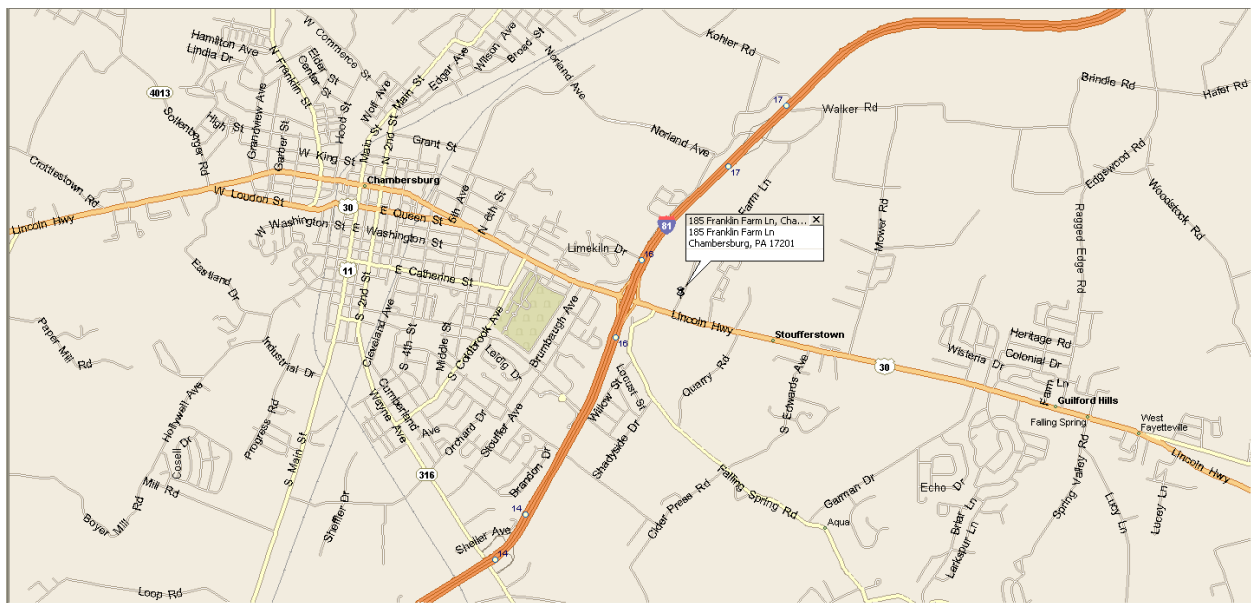 Kohler Rd
W Commerce St
Hamilton Ave
Lindia Dr
Elder St
Center St
Broad St
Wilson Ave
Edgar Ave
Norland Ave
N Franklin St
Wolf Ave
Main St
Brindle Rd
Hafer Rd
4013
17
Walker Rd
Sollenberger Rd
High St
Grandview Ave
Garber St
Hood St
Main St
N 2nd St
Grant St
Norland Ave
W King St
17
Edgewood Rd
Woodstock Rd
Crottlestown Rd
Chambersburg
W Loudon St
30
E Queen St
5th Ave
N 6th St
Farm Ln
Mower Rd
Ragged Edge Rd
Lincoln Hwy
W Washington St
E Washington St
81
185 Franklin Farm Ln, Cha...
185 Franklin Farm Ln
Chambersburg, PA 17201
Limekiln Dr
16
11
E Catherine St
Eastland Dr
S 2nd St
Lincoln Hwy
Stoufferstown
Paper Mill Rd
Industrial Dr
Cleveland Ave
S 4th St
Middle St
S Coldbrook Ave
Leidig Dr
Brumbaugh Ave
16
Heritage Rd
Colonial Dr
Wisteria Dr
30
Hollywell Ave
Progress Rd
Cumberland Ave
Wayne Ave
Willow St
Locust St
Quarry Rd
S Edwards Ave
Farm Ln
Guilford Hills
Falling Spring
West
Fayetteville
Cosell Dr
S Main St
Orchard Dr
Stouffer Ave
Shadyside Dr
Lincoln Hwy
316
Brandon Dr
Falling Spring Rd
Garman Dr
Echo Dr
Spring Valley Rd
Mill Rd
Boyer Mill Rd
Sheffler Dr
Cider Press Rd
Briar Ln
Lucy Ln
Lucey Ln
14
Aqua
Sheller Ave
14
Larkspur Ln
Loop Rd